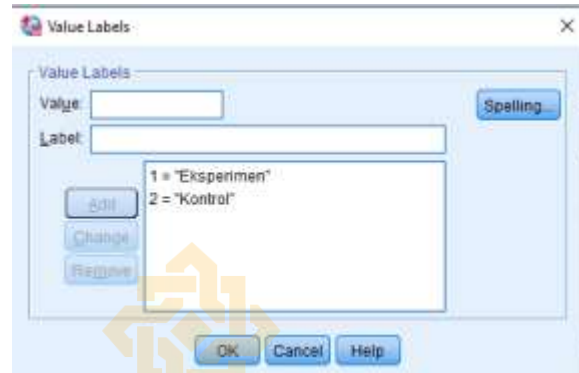 Value Labels
Value Labels
Value:
Spelling...
Label:
1 = "Eksperimen"
2 = "Kontrol"
Add
Change
Remove
OK Cancel Help